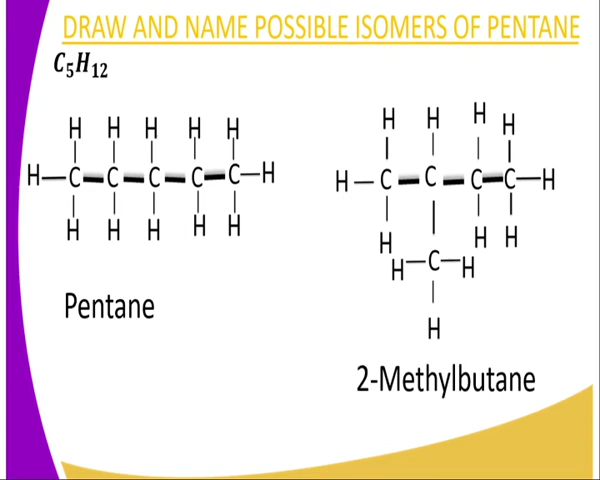 DRAW AND NAME POSSIBLE ISOMERS OF PENTANE
C₅H₁₂
H H H H H
H—C—C—C—C—C—H
H H H H H
Pentane
H H H H
H—C—C—C—C—H
H H H
H—C—H
H
2-Methylbutane